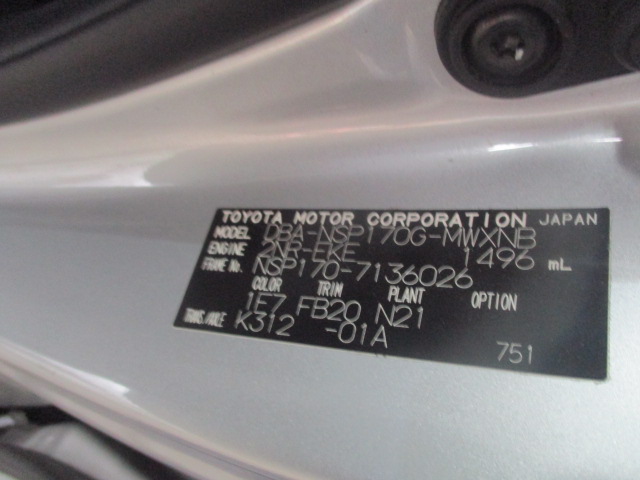 TOYOTA MOTOR CORPORATION JAPAN
MODEL DBA-NSP170G-MWXNB
ENGINE 2NR-FKE 1496 mL
FRAME No. NSP170-7136026
COLOR TRIM PLANT OPTION
1F7 FB20 N21
TRANS./AXLE K312 -01A
751